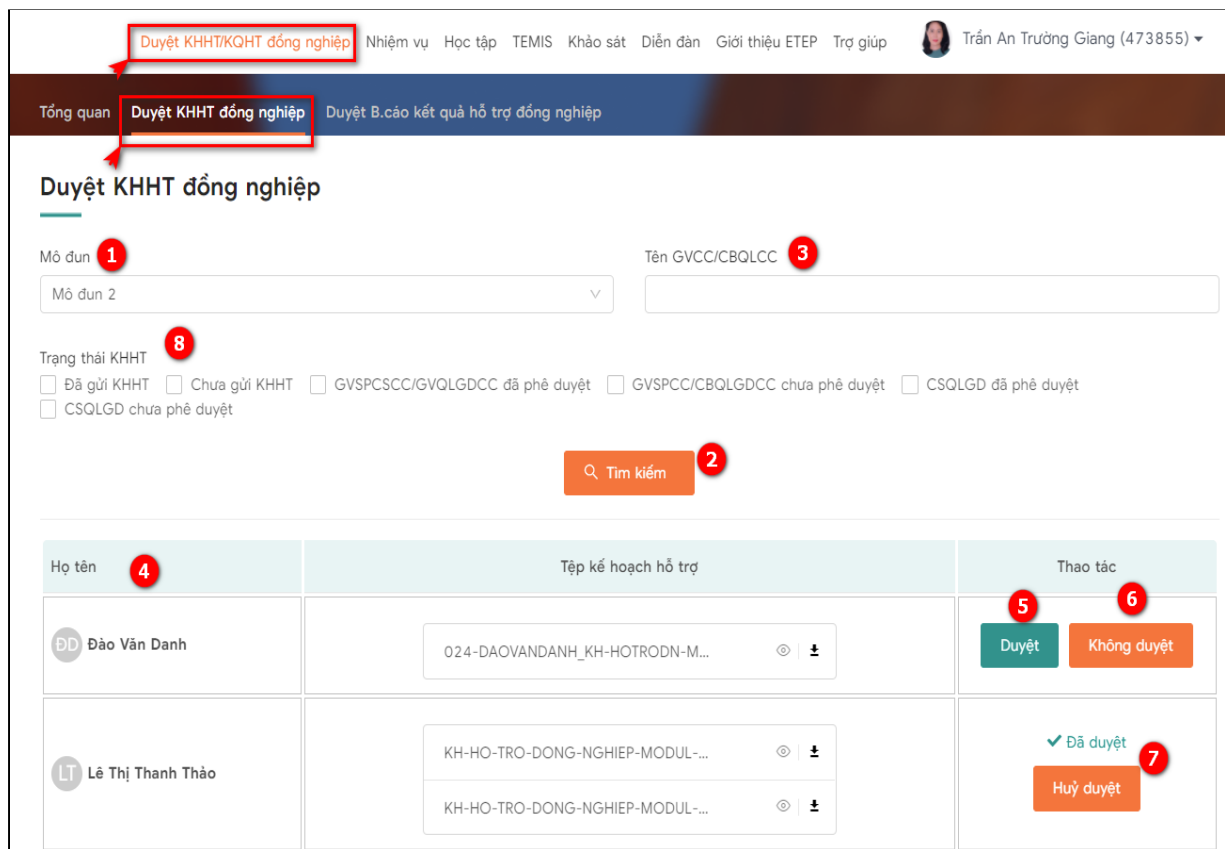 Duyệt KHHT/KQHT đồng nghiệp Nhiệm vụ Học tập TEMIS Khảo sát Diễn đàn Giới thiệu ETEP Trợ giúp Trần An Trường Giang (473855)
Tổng quan Duyệt KHHT đồng nghiệp Duyệt B.cáo kết quả hỗ trợ đồng nghiệp
Duyệt KHHT đồng nghiệp
Mô đun 1 Tên GVCC/CBQLCC 3
Mô đun 2
8
Trạng thái KHHT
Đã gửi KHHT Chưa gửi KHHT GVSPCSCC/GVQLGDCC đã phê duyệt GVSPCC/CBQLGDCC chưa phê duyệt CSQLGD đã phê duyệt
CSQLGD chưa phê duyệt
Tìm kiếm 2
Họ tên 4 Tệp kế hoạch hỗ trợ Thao tác
5 6
ĐD Đào Văn Danh 024-DAOVANDANH_KH-HOTRODN-M... Duyệt Không duyệt
KH-HO-TRO-DONG-NGHIEP-MODUL-... Đã duyệt 7
LT Lê Thị Thanh Thảo Huỷ duyệt
KH-HO-TRO-DONG-NGHIEP-MODUL-...